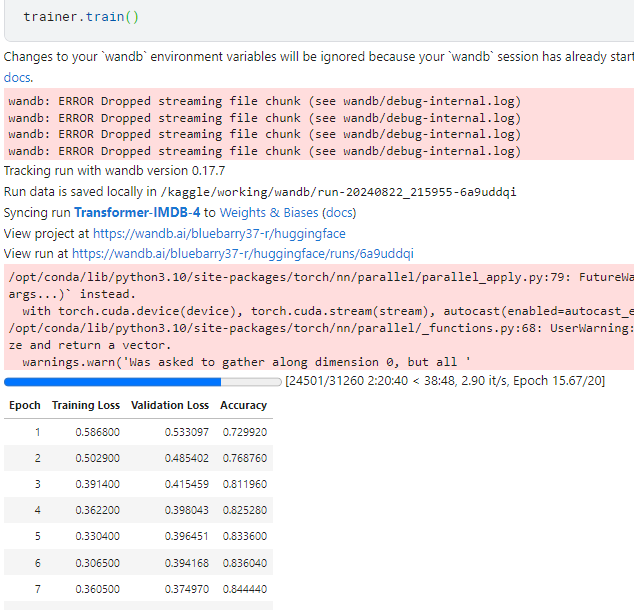 trainer.train()
Changes to your `wandb` environment variables will be ignored because your `wandb` session has already start
docs.
wandb: ERROR Dropped streaming file chunk (see wandb/debug-internal.log)
wandb: ERROR Dropped streaming file chunk (see wandb/debug-internal.log)
wandb: ERROR Dropped streaming file chunk (see wandb/debug-internal.log)
wandb: ERROR Dropped streaming file chunk (see wandb/debug-internal.log)
Tracking run with wandb version 0.17.7
Run data is saved locally in /kaggle/working/wandb/run-20240822_215955-6a9uddqi
Syncing run Transformer-IMDB-4 to Weights & Biases (docs)
View project at https://wandb.ai/bluebarry37-r/huggingface
View run at https://wandb.ai/bluebarry37-r/huggingface/runs/6a9uddqi
/opt/conda/lib/python3.10/site-packages/torch/nn/parallel/parallel_apply.py:79: FutureWa
args...)` instead.
with torch.cuda.device(device), torch.cuda.stream(stream), autocast(enabled=autocast_e
/opt/conda/lib/python3.10/site-packages/torch/nn/parallel/_functions.py:68: UserWarning:
ze and return a vector.
warnings.warn('Was asked to gather along dimension 0, but all '
[24501/31260 2:20:40 < 38:48, 2.90 it/s, Epoch 15.67/20]
Epoch Training Loss Validation Loss Accuracy
1 0.586800 0.533097 0.729920
2 0.502900 0.485402 0.768760
3 0.391400 0.415459 0.811960
4 0.362200 0.398043 0.825280
5 0.330400 0.396451 0.833600
6 0.306500 0.394168 0.836040
7 0.360500 0.374970 0.844440